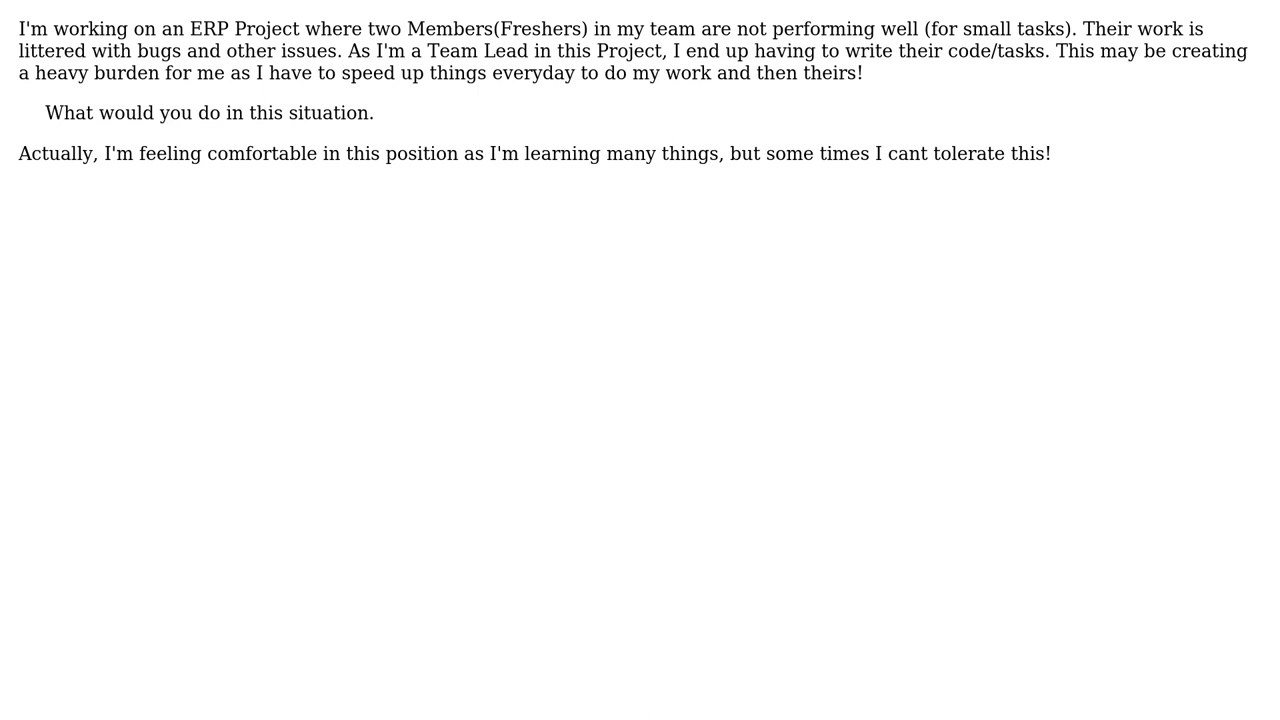 I'm working on an ERP Project where two Members(Freshers) in my team are not performing well (for small tasks). Their work is
littered with bugs and other issues. As I'm a Team Lead in this Project, I end up having to write their code/tasks. This may be creating
a heavy burden for me as I have to speed up things everyday to do my work and then theirs!
What would you do in this situation.
Actually, I'm feeling comfortable in this position as I'm learning many things, but some times I cant tolerate this!